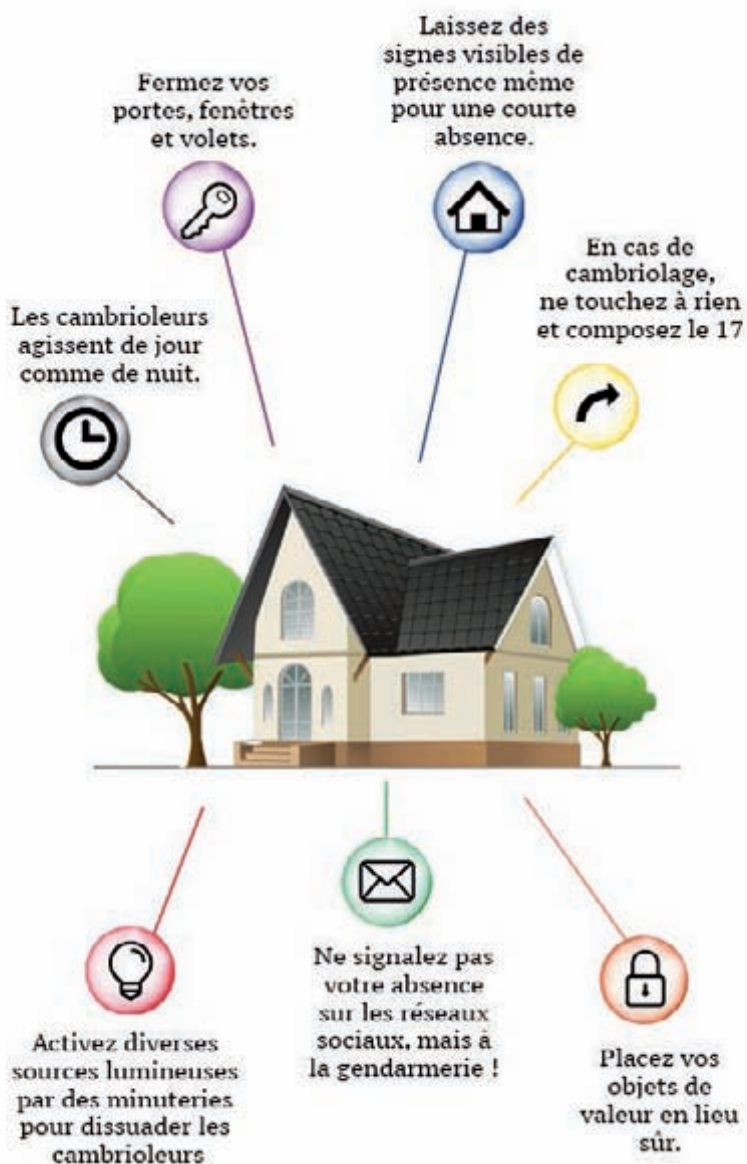 Laissez des
signes visibles de
présence même
pour une courte
absence.
Fermez vos
portes, fenêtres
et volets.
En cas de
cambriolage,
ne touchez à rien
et composez le 17
Les cambrioleurs
agissent de jour
comme de nuit.
Activez diverses
sources lumineuses
par des minuteries
pour dissuader les
cambrioleurs
Ne signalez pas
votre absence
sur les réseaux
sociaux, mais à
la gendarmerie !
Placez vos
objets de
valeur en lieu
sûr.